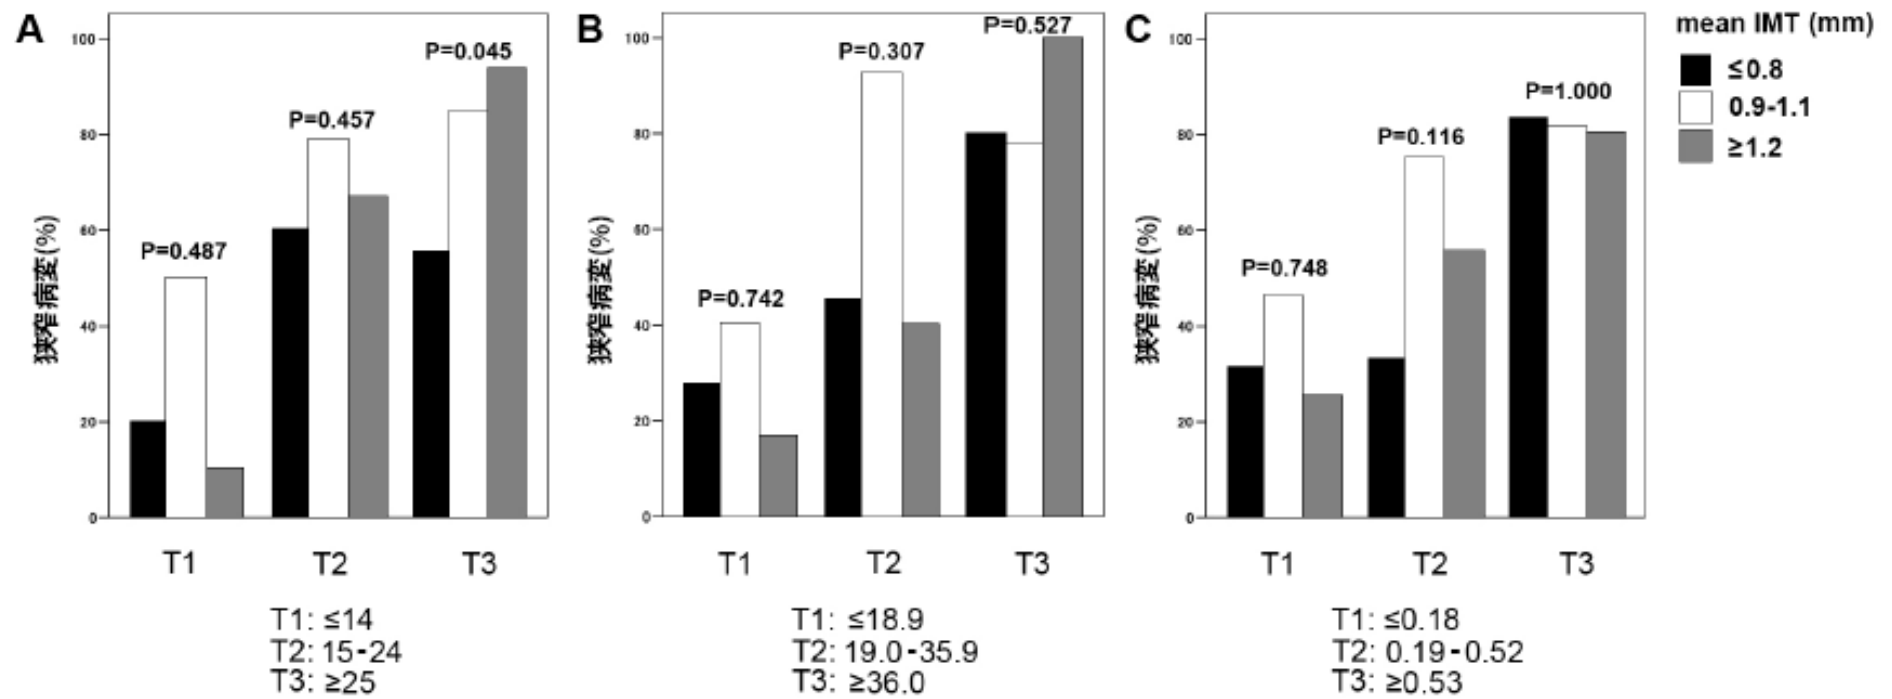 A
P=0.487
P=0.457
P=0.045
狭窄病変(%)
100
80
60
40
20
0
T1 T2 T3
T1: ≤14
T2: 15-24
T3: ≥25
B
P=0.742
P=0.307
P=0.527
狭窄病変(%)
100
80
60
40
20
0
T1 T2 T3
T1: ≤18.9
T2: 19.0-35.9
T3: ≥36.0
C
P=0.748
P=0.116
P=1.000
狭窄病変(%)
100
80
60
40
20
0
T1 T2 T3
T1: ≤0.18
T2: 0.19-0.52
T3: ≥0.53
mean IMT (mm)
≤0.8
0.9-1.1
≥1.2